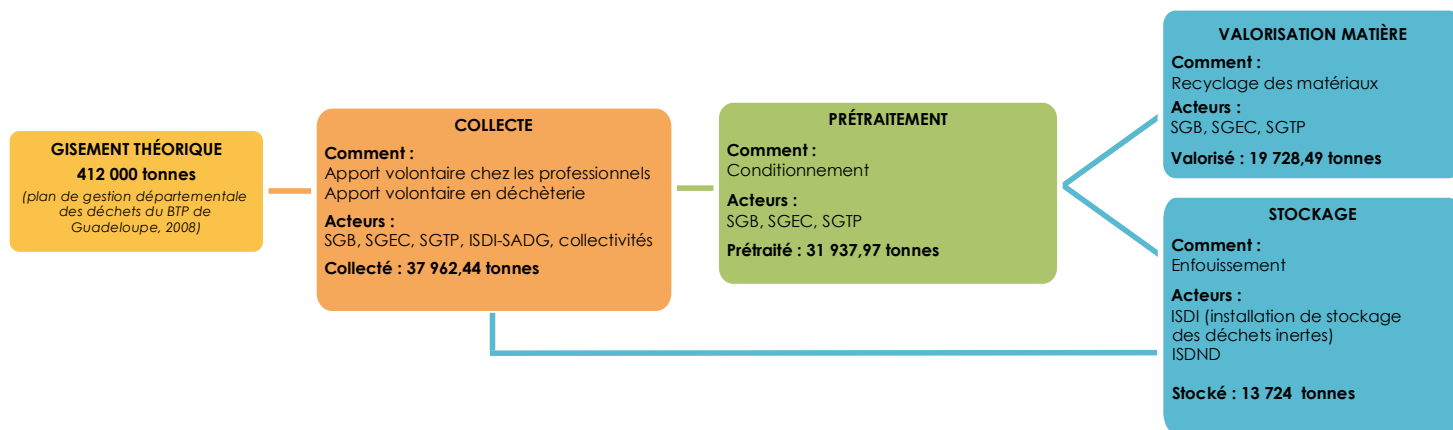 GISEMENT THÉORIQUE
412 000 tonnes
(plan de gestion départementale
des déchets du BTP de
Guadeloupe, 2008)
COLLECTE
Comment :
Apport volontaire chez les professionnels
Apport volontaire en déchèterie
Acteurs :
SGB, SGEC, SGTP, ISDI-SADG, collectivités
Collecté : 37 962,44 tonnes
PRÉTRAITEMENT
Comment :
Conditionnement
Acteurs :
SGB, SGEC, SGTP
Prétraité : 31 937,97 tonnes
VALORISATION MATIÈRE
Comment :
Recyclage des matériaux
Acteurs :
SGB, SGEC, SGTP
Valorisé : 19 728,49 tonnes
STOCKAGE
Comment :
Enfouissement
Acteurs :
ISDI (installation de stockage
des déchets inertes)
ISDND
Stocké : 13 724 tonnes